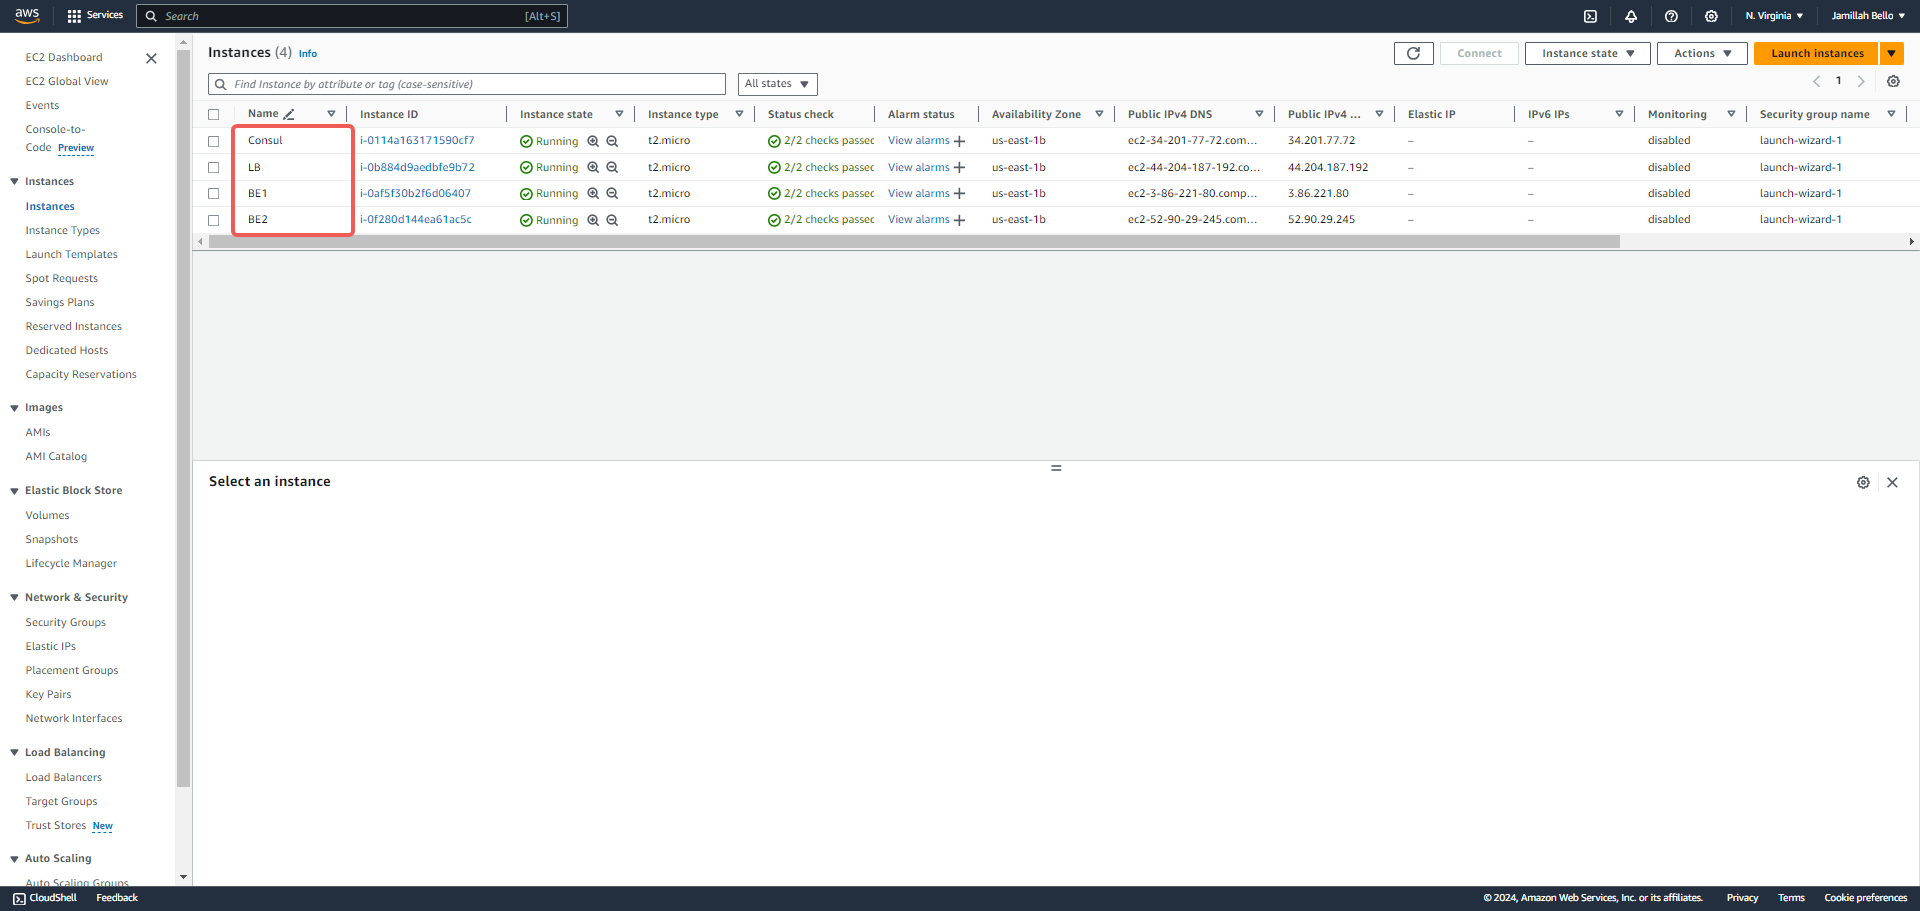 aws
Services
Search
[Alt+S]
N. Virginia
Jamillah Bello
EC2 Dashboard
EC2 Global View
Events
Console-to-
Code Preview
Instances
Instances
Instance Types
Launch Templates
Spot Requests
Savings Plans
Reserved Instances
Dedicated Hosts
Capacity Reservations
Images
AMIs
AMI Catalog
Elastic Block Store
Volumes
Snapshots
Lifecycle Manager
Network & Security
Security Groups
Elastic IPs
Placement Groups
Key Pairs
Network Interfaces
Load Balancing
Load Balancers
Target Groups
Trust Stores New
Auto Scaling
Auto Scaling Groups
Instances (4) Info
Connect
Instance state
Actions
Launch instances
Find Instance by attribute or tag (case-sensitive)
All states
1
Name Instance ID Instance state Instance type Status check Alarm status Availability Zone Public IPv4 DNS Public IPv4 ... Elastic IP IPv6 IPs Monitoring Security group name
Consul i-0114a163171590cf7 Running t2.micro 2/2 checks passed View alarms + us-east-1b ec2-34-201-77-72.com... 34.201.77.72 – – disabled launch-wizard-1
LB i-0b884d9aedbfe9b72 Running t2.micro 2/2 checks passed View alarms + us-east-1b ec2-44-204-187-192.co... 44.204.187.192 – – disabled launch-wizard-1
BE1 i-0af5f30b2f6d06407 Running t2.micro 2/2 checks passed View alarms + us-east-1b ec2-3-86-221-80.comp... 3.86.221.80 – – disabled launch-wizard-1
BE2 i-0f280d144ea61ac5c Running t2.micro 2/2 checks passed View alarms + us-east-1b ec2-52-90-29-245.com... 52.90.29.245 – – disabled launch-wizard-1
Select an instance
CloudShell
Feedback
© 2024, Amazon Web Services, Inc. or its affiliates.
Privacy
Terms
Cookie preferences